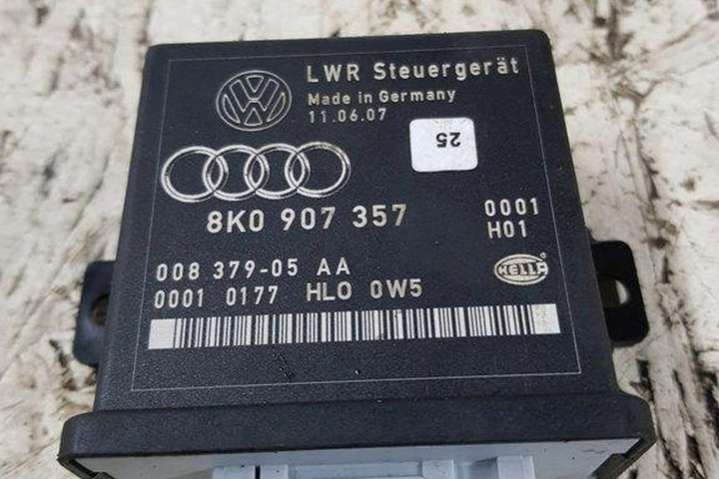 LWR Steuergerät
Made in Germany
11.06.07
25
8K0 907 357
0001
H01
008 379-05 AA
0001 0177 HLO 0W5
HELLA